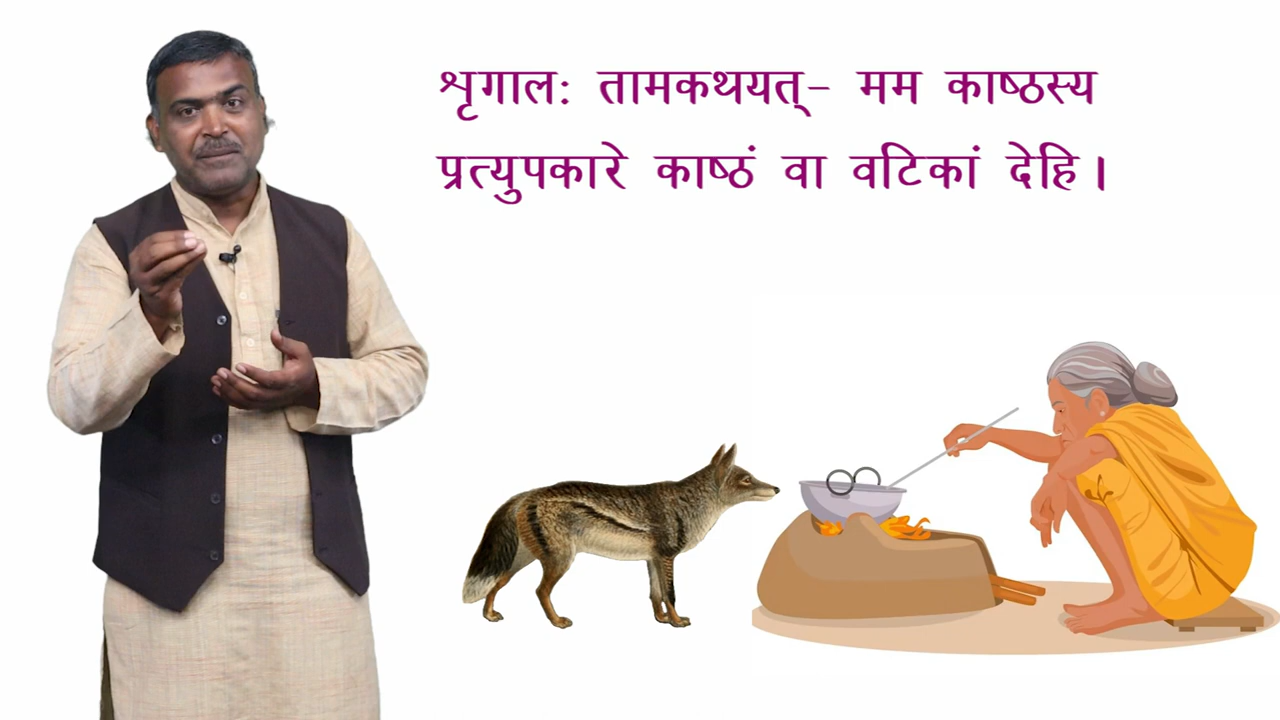 शृगालः तामकथयत्- मम काष्ठस्य
प्रत्युपकारे काष्ठं वा वटिकां देहि।